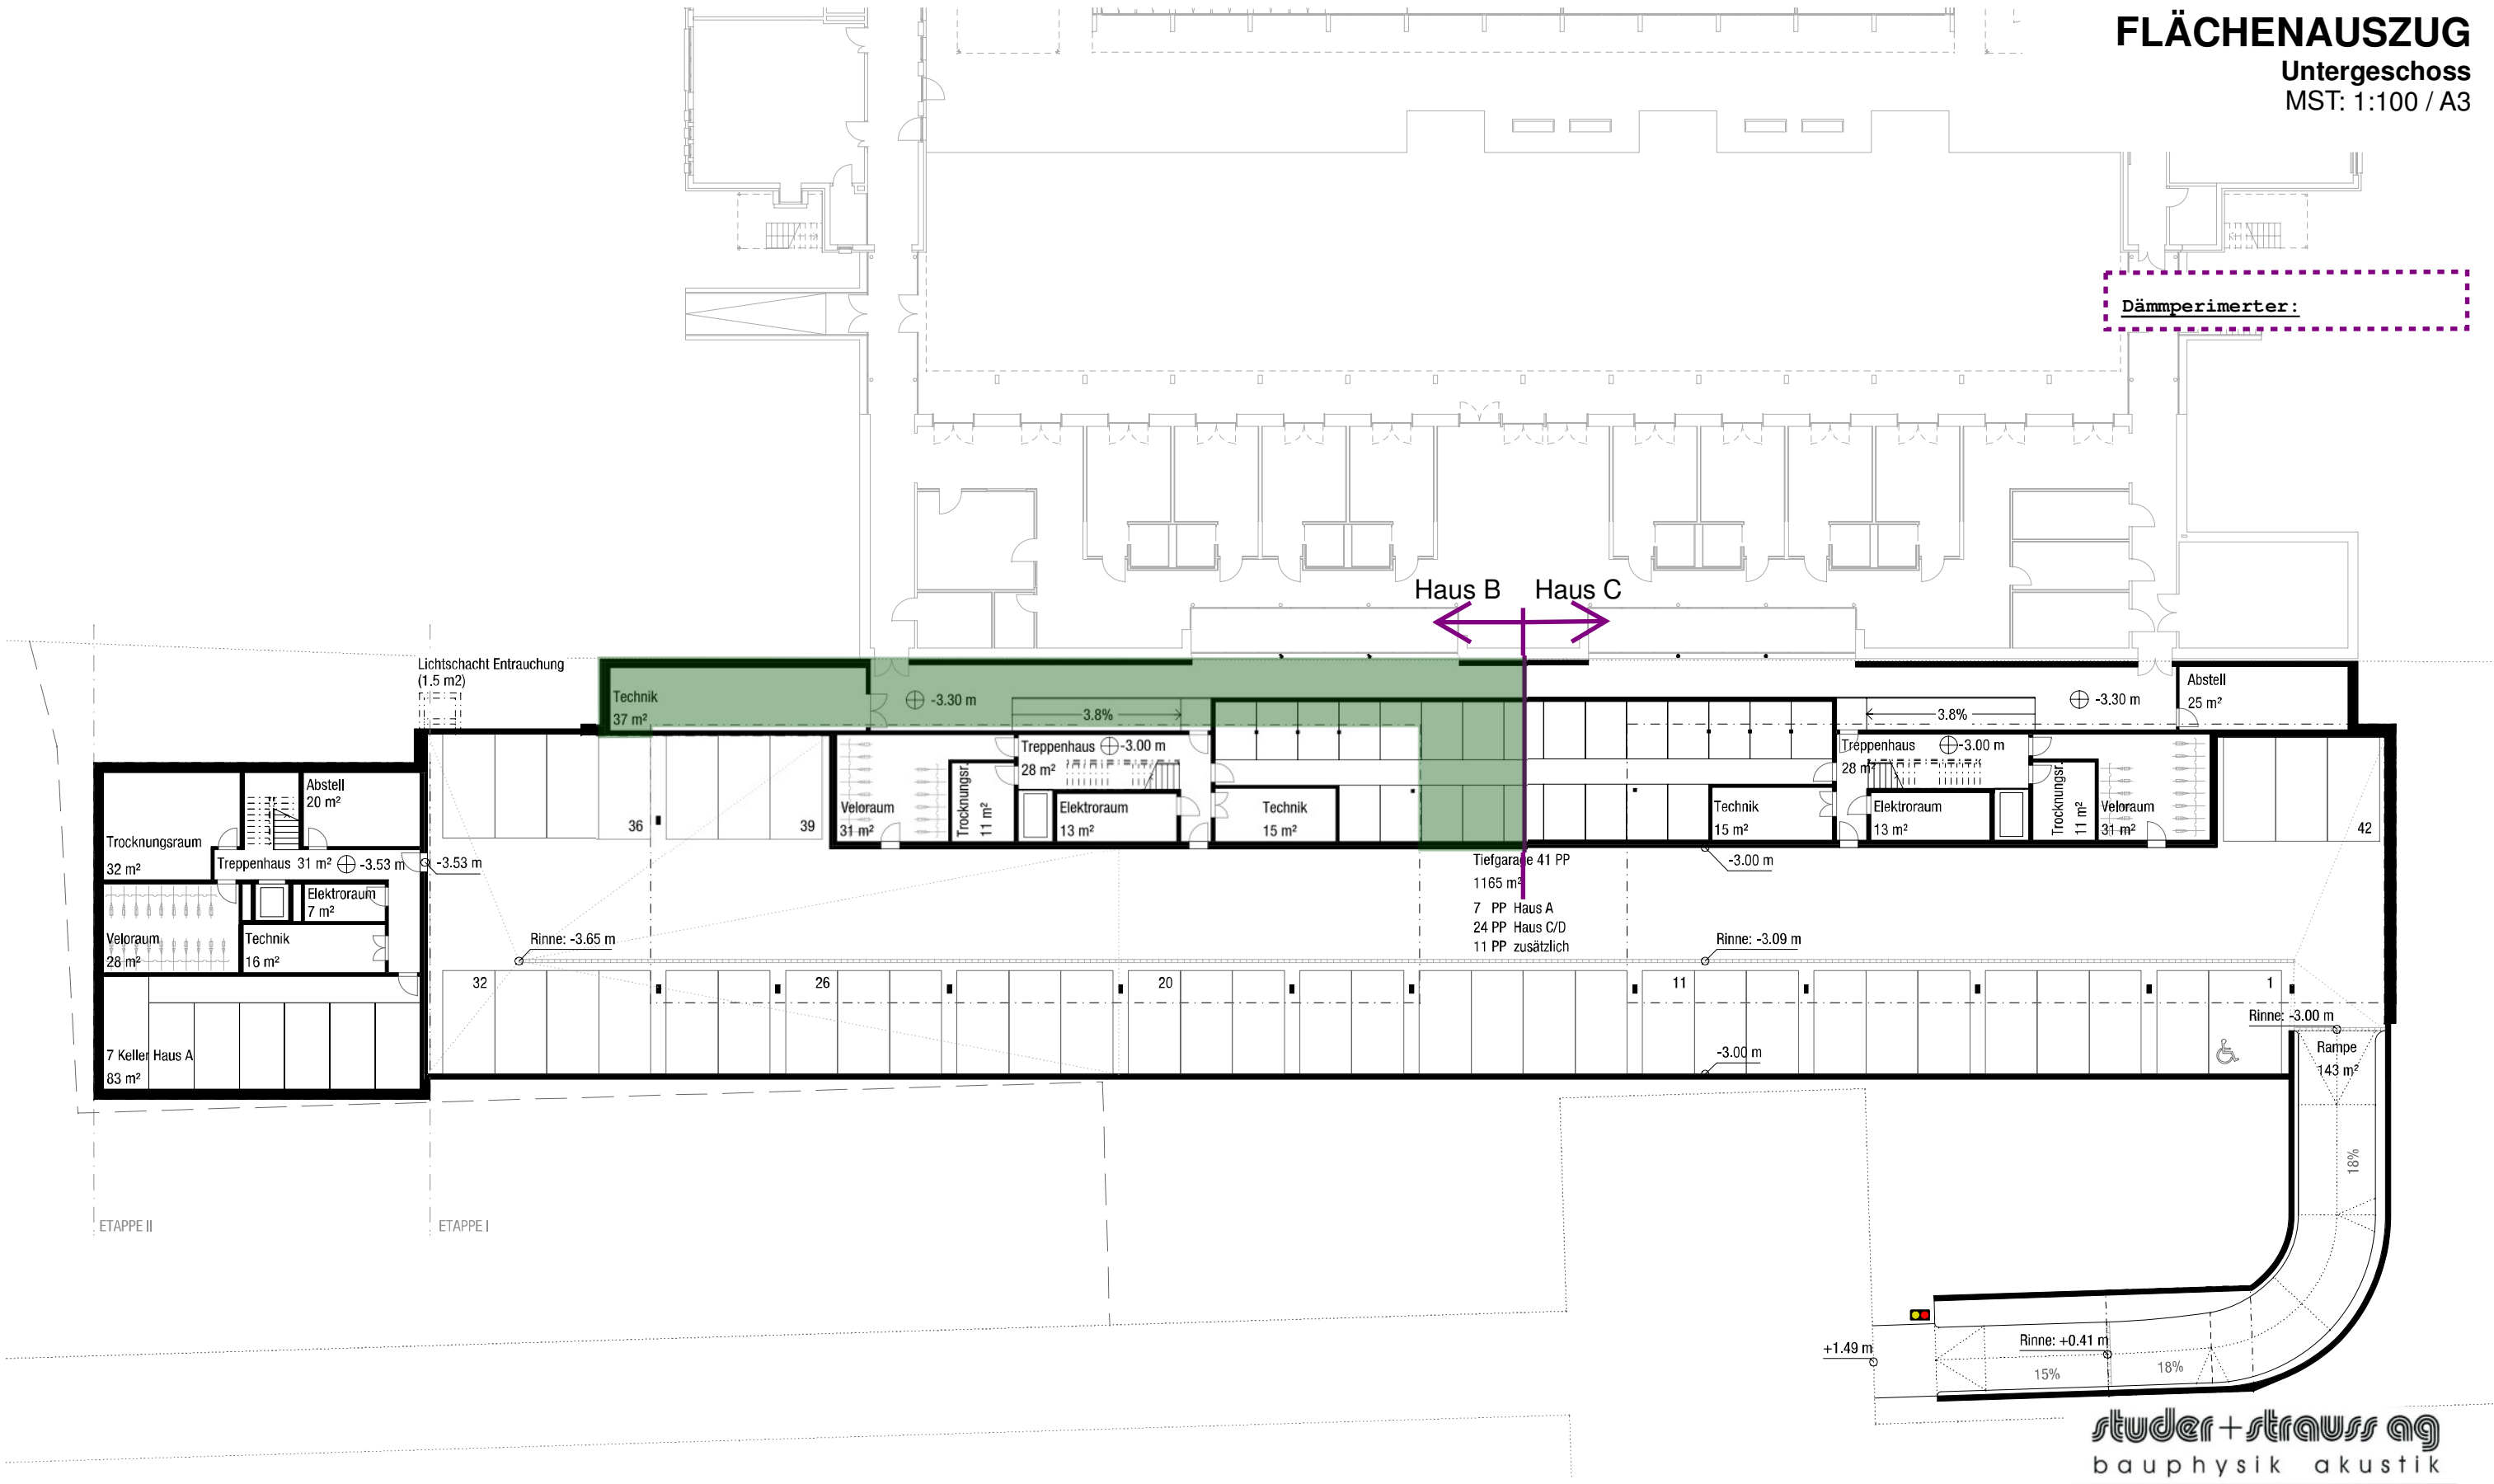 FLÄCHENAUSZUG
Untergeschoss
MST: 1:100 / A3
Dämmperimerter:
Haus B
Haus C
Lichtschacht Entrauchung
(1.5 m2)
Technik
37 m²
-3.30 m
3.8%
3.8%
-3.30 m
Abstell
25 m²
Treppenhaus
-3.00 m
28 m²
Treppenhaus
-3.00 m
28 m²
Abstell
20 m²
36
39
Veloraum
31 m²
Trocknungsr.
11 m²
Elektroraum
13 m²
Technik
15 m²
Technik
15 m²
Elektroraum
13 m²
Trocknungsr.
11 m²
Veloraum
31 m²
42
Trocknungsraum
32 m²
Treppenhaus 31 m²
-3.53 m
-3.53 m
Tiefgarage 41 PP
1165 m²
7 PP Haus A
24 PP Haus C/D
11 PP zusätzlich
-3.00 m
Elektroraum
7 m²
Veloraum
28 m²
Technik
16 m²
Rinne: -3.65 m
Rinne: -3.09 m
32
26
20
11
1
Rinne: -3.00 m
7 Keller Haus A
83 m²
-3.00 m
Rampe
143 m²
18%
ETAPPE II
ETAPPE I
+1.49 m
Rinne: +0.41 m
15%
18%
studer+strauss ag
bauphysik akustik